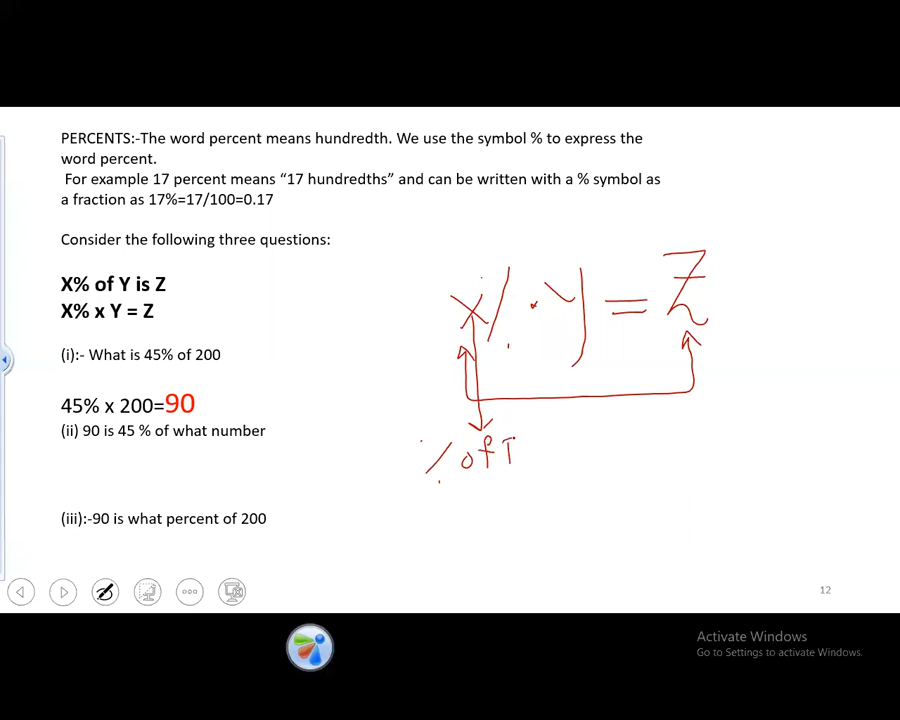 PERCENTS:-The word percent means hundredth. We use the symbol % to express the
word percent.
For example 17 percent means “17 hundredths” and can be written with a % symbol as
a fraction as 17%=17/100=0.17
Consider the following three questions:
X% of Y is Z
X% x Y = Z
(i):- What is 45% of 200
45% x 200=90
(ii) 90 is 45 % of what number
(iii):-90 is what percent of 200
x% · Y = Z
% of T
12
Activate Windows
Go to Settings to activate Windows.